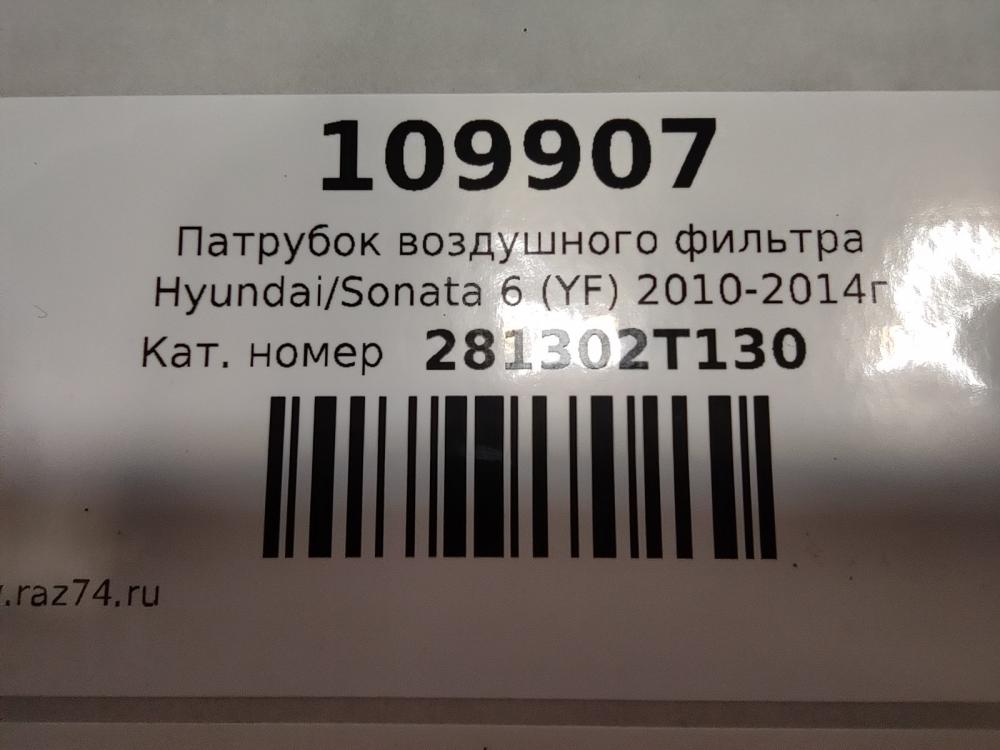 109907
Патрубок воздушного фильтра
Hyundai/Sonata 6 (YF) 2010-2014г
Кат. номер 281302T130
.raz74.ru